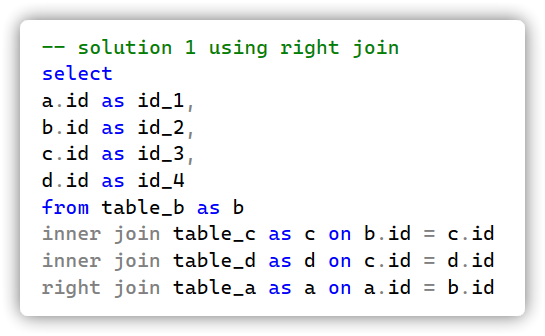 -- solution 1 using right join
select
a.id as id_1,
b.id as id_2,
c.id as id_3,
d.id as id_4
from table_b as b
inner join table_c as c on b.id = c.id
inner join table_d as d on c.id = d.id
right join table_a as a on a.id = b.id